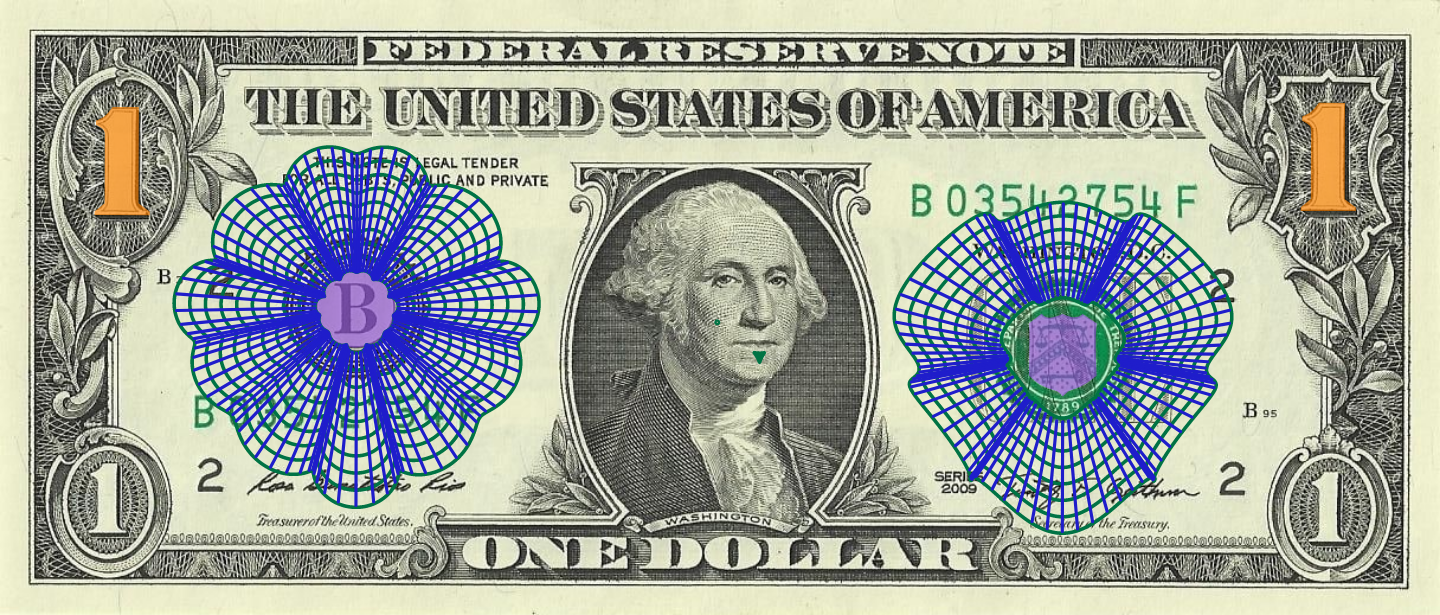 FEDERAL RESERVE NOTE
THE UNITED STATES OF AMERICA
1
1
THIS NOTE IS LEGAL TENDER
FOR ALL DEBTS, PUBLIC AND PRIVATE
B 03542754 F
WASHINGTON, D.C.
B
2
2
B
B 95
1789
2
2
SERIES
2009
Treasurer of the United States.
Secretary of the Treasury.
WASHINGTON
1
1
ONE DOLLAR